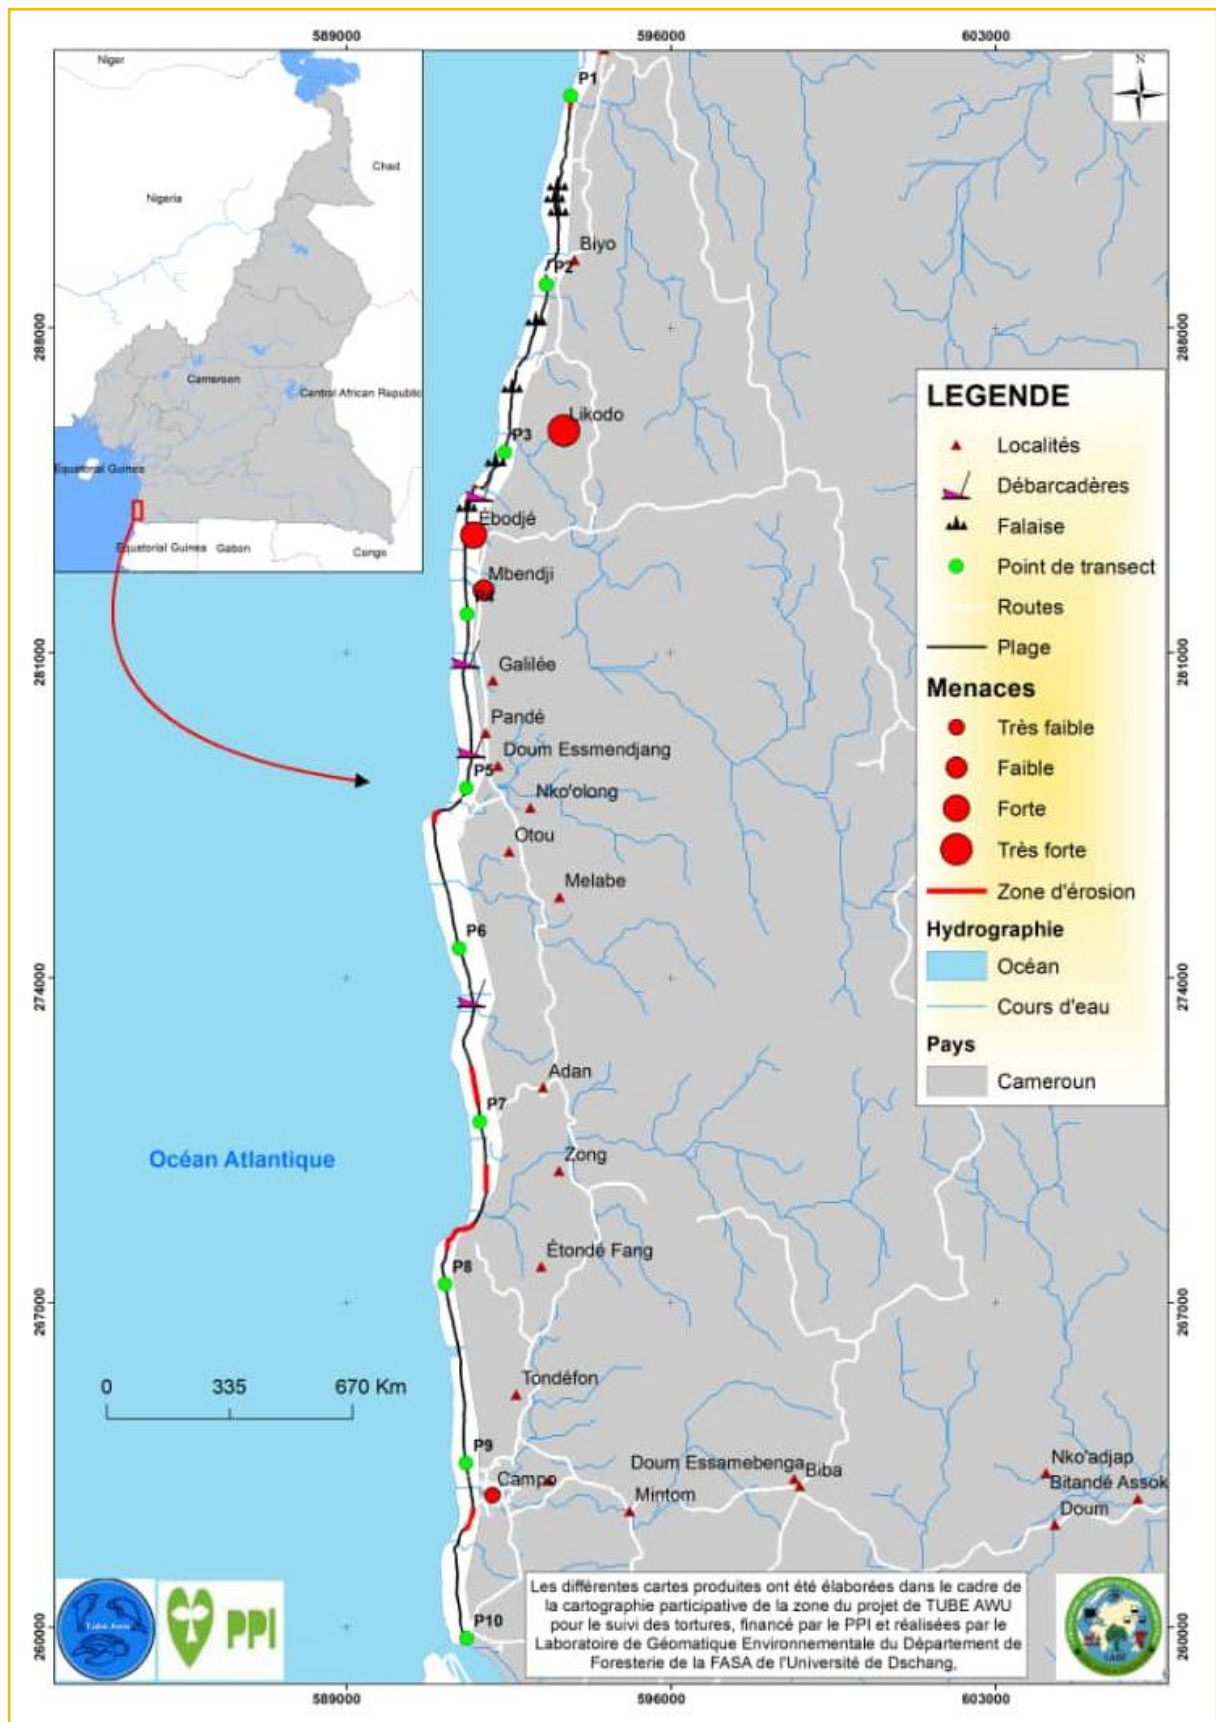 589000
596000
603000
Niger
Chad
Nigeria
Cameroon
Central African Republic
Equatorial Guinea
Equatorial Guinea
Gabon
Congo
N
P1
Biyo
P2
288000
288000
Likodo
P3
Ébodjé
Mbendji
P4
281000
281000
Galilée
Pandé
Doum Essmendjang
P5
Nko'olong
Otou
Melabe
P6
274000
274000
Adan
P7
Océan Atlantique
Zong
Étondé Fang
P8
267000
267000
Tondéfon
0 335 670 Km
P9
Campo
Doum Essamebenga
Biba
Mintom
Nko'adjap
Bitandé Assok
Doum
P10
260000
260000
LEGENDE
Localités
Débarcadères
Falaise
Point de transect
Routes
Plage
Menaces
Très faible
Faible
Forte
Très forte
Zone d'érosion
Hydrographie
Océan
Cours d'eau
Pays
Cameroun
Tube Awu
PPI
Les différentes cartes produites ont été élaborées dans le cadre de
la cartographie participative de la zone du projet de TUBE AWU
pour le suivi des tortures, financé par le PPI et réalisées par le
Laboratoire de Géomatique Environnementale du Département de
Foresterie de la FASA de l'Université de Dschang,
589000
596000
603000